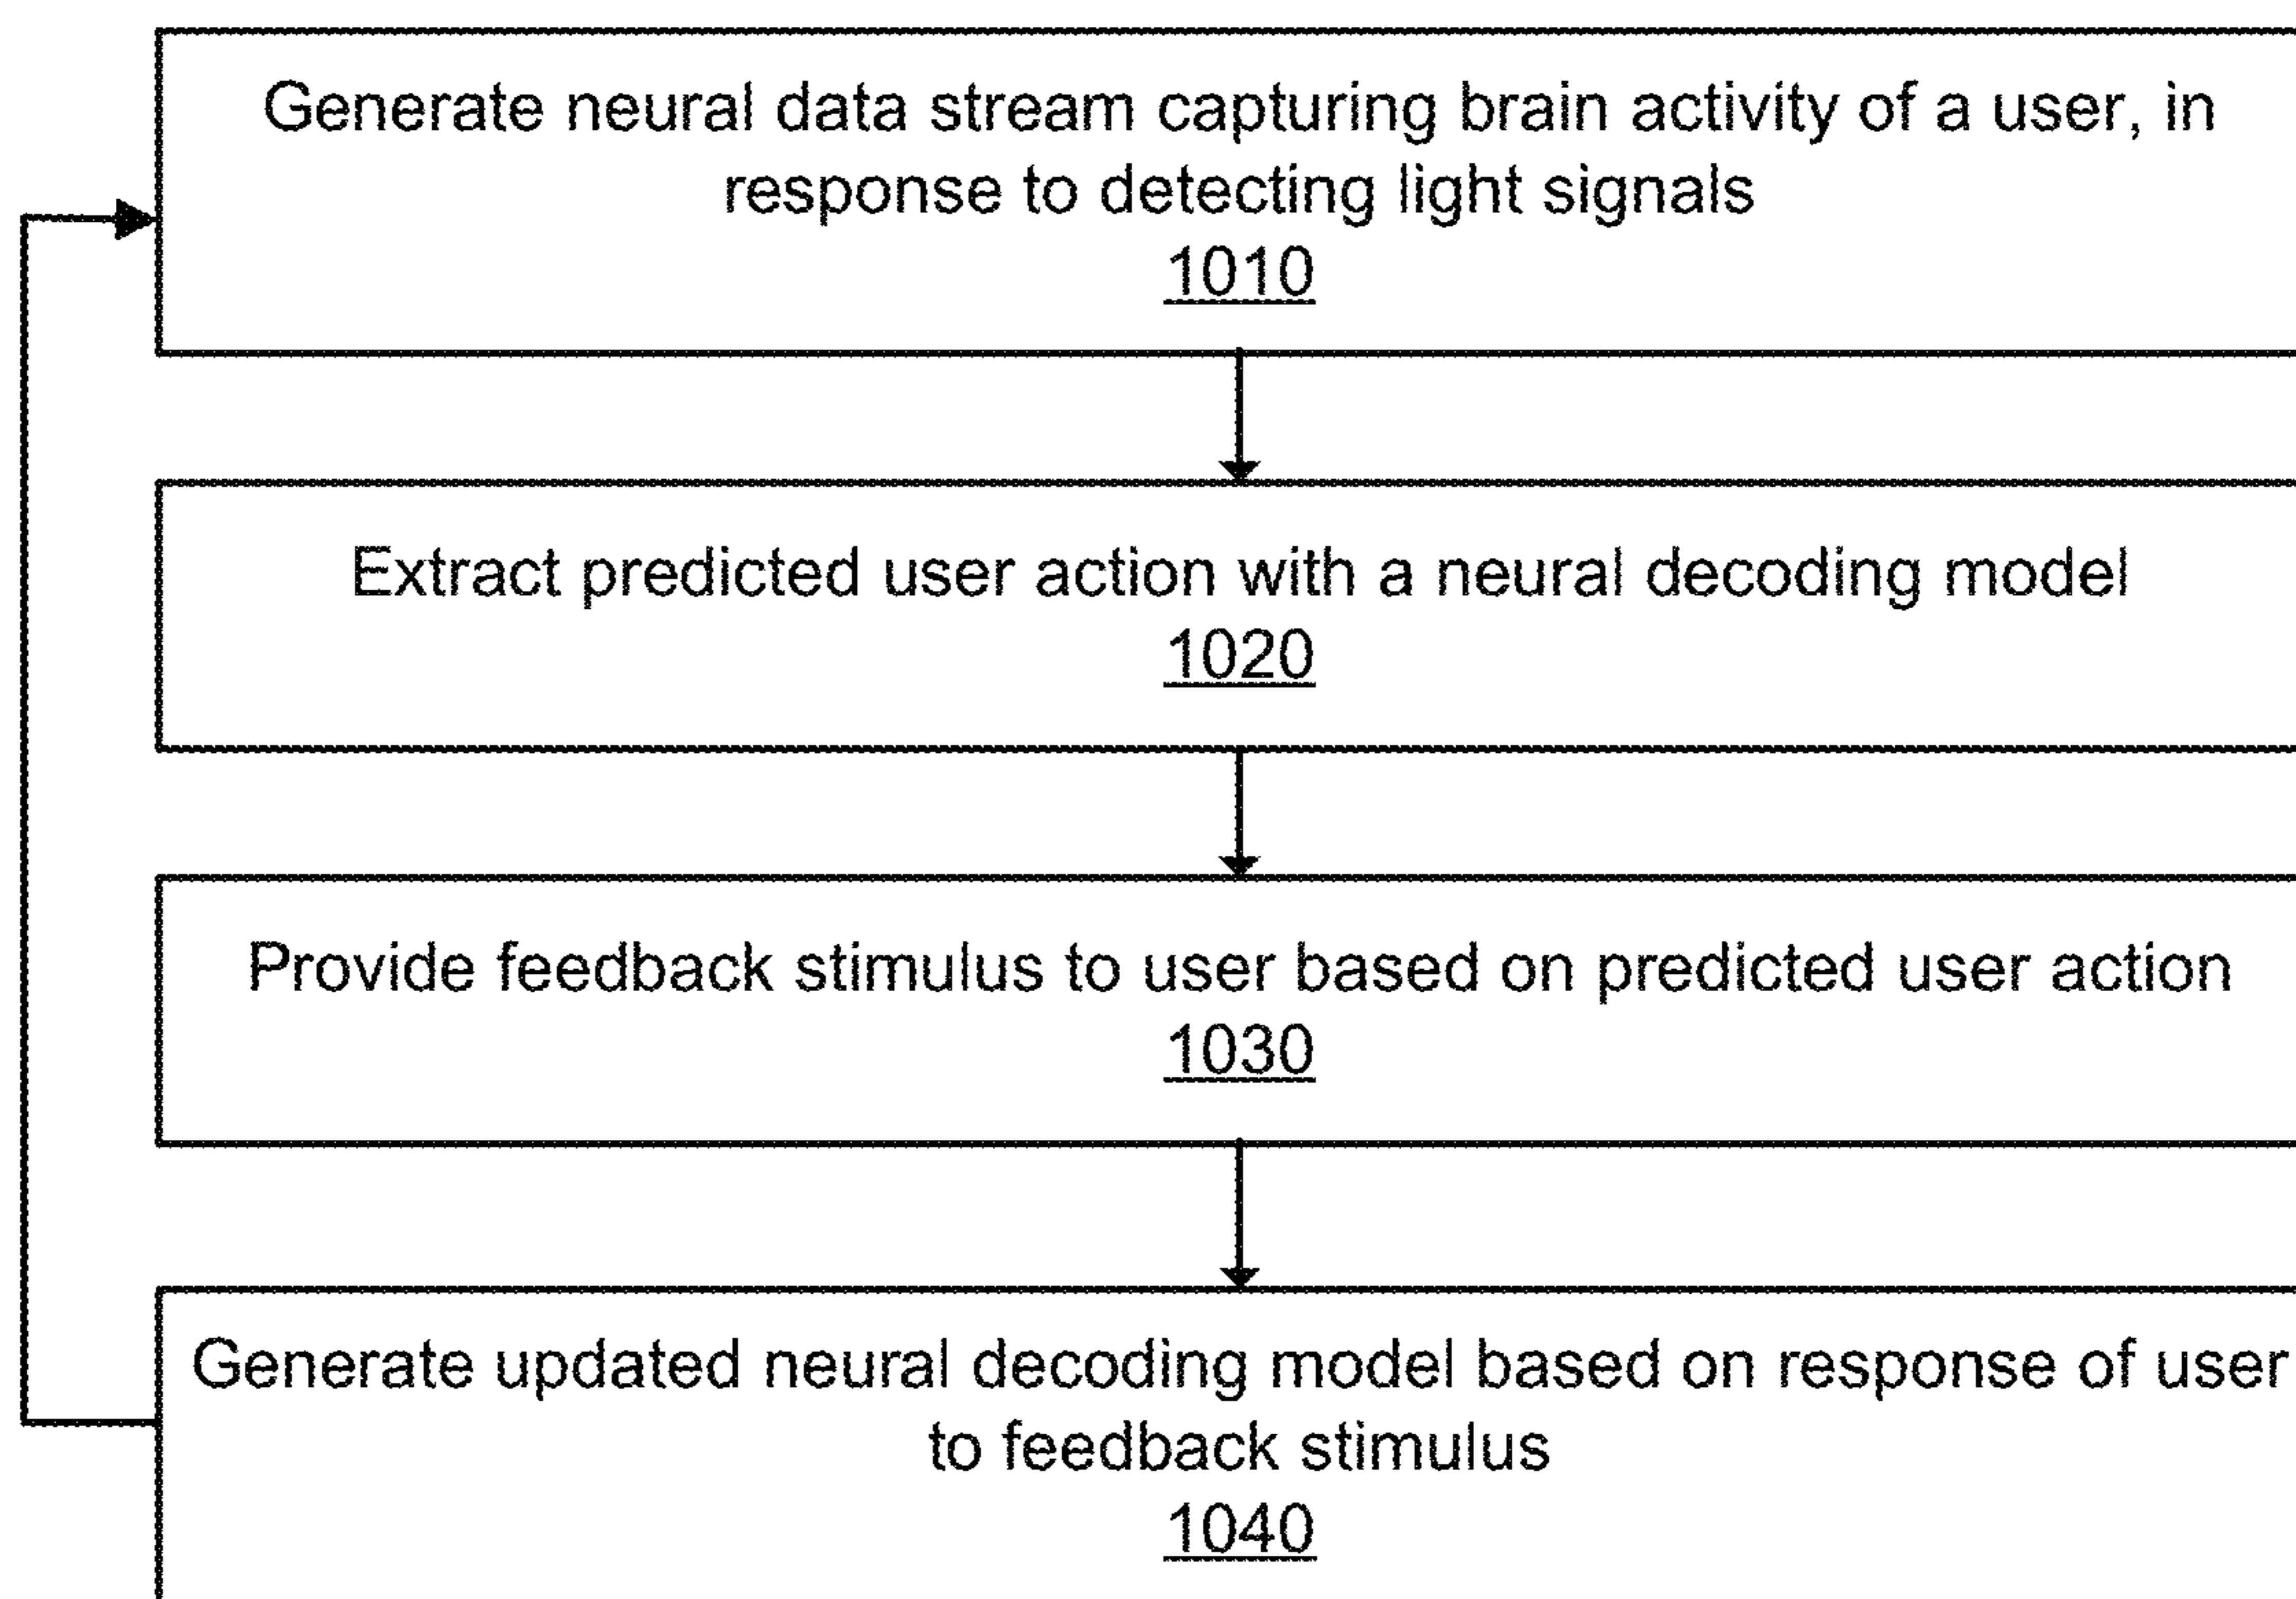 Generate neural data stream capturing brain activity of a user, in
response to detecting light signals
1010
Extract predicted user action with a neural decoding model
1020
Provide feedback stimulus to user based on predicted user action
1030
Generate updated neural decoding model based on response of user
to feedback stimulus
1040